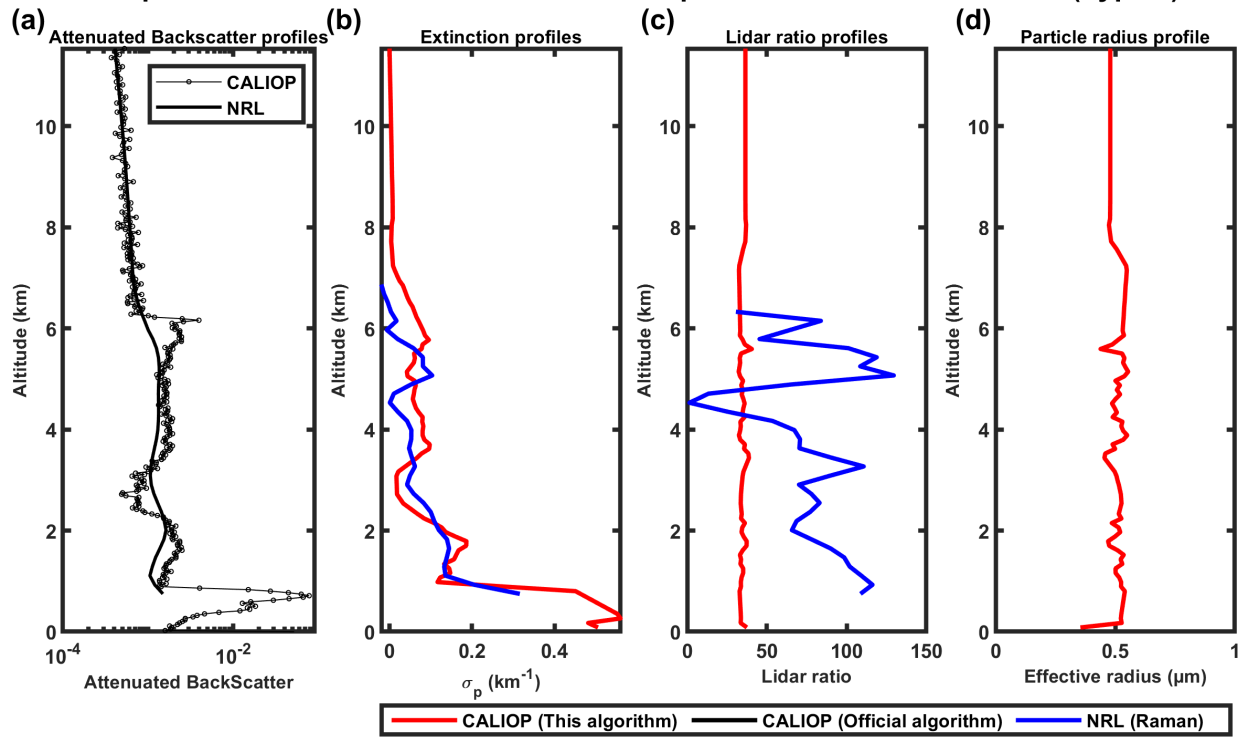 (a)
(b)
(c)
(d)
Attenuated Backscatter profiles
Extinction profiles
Lidar ratio profiles
Particle radius profile
CALIOP
NRL
Altitude (km)
10
8
6
4
2
0
10^-4
10^-2
Attenuated BackScatter
Altitude (km)
10
8
6
4
2
0
0
0.2
0.4
σ_p (km^-1)
Altitude (km)
10
8
6
4
2
0
0
50
100
150
Lidar ratio
Altitude (km)
10
8
6
4
2
0
0
0.5
1
Effective radius (μm)
CALIOP (This algorithm)
CALIOP (Official algorithm)
NRL (Raman)